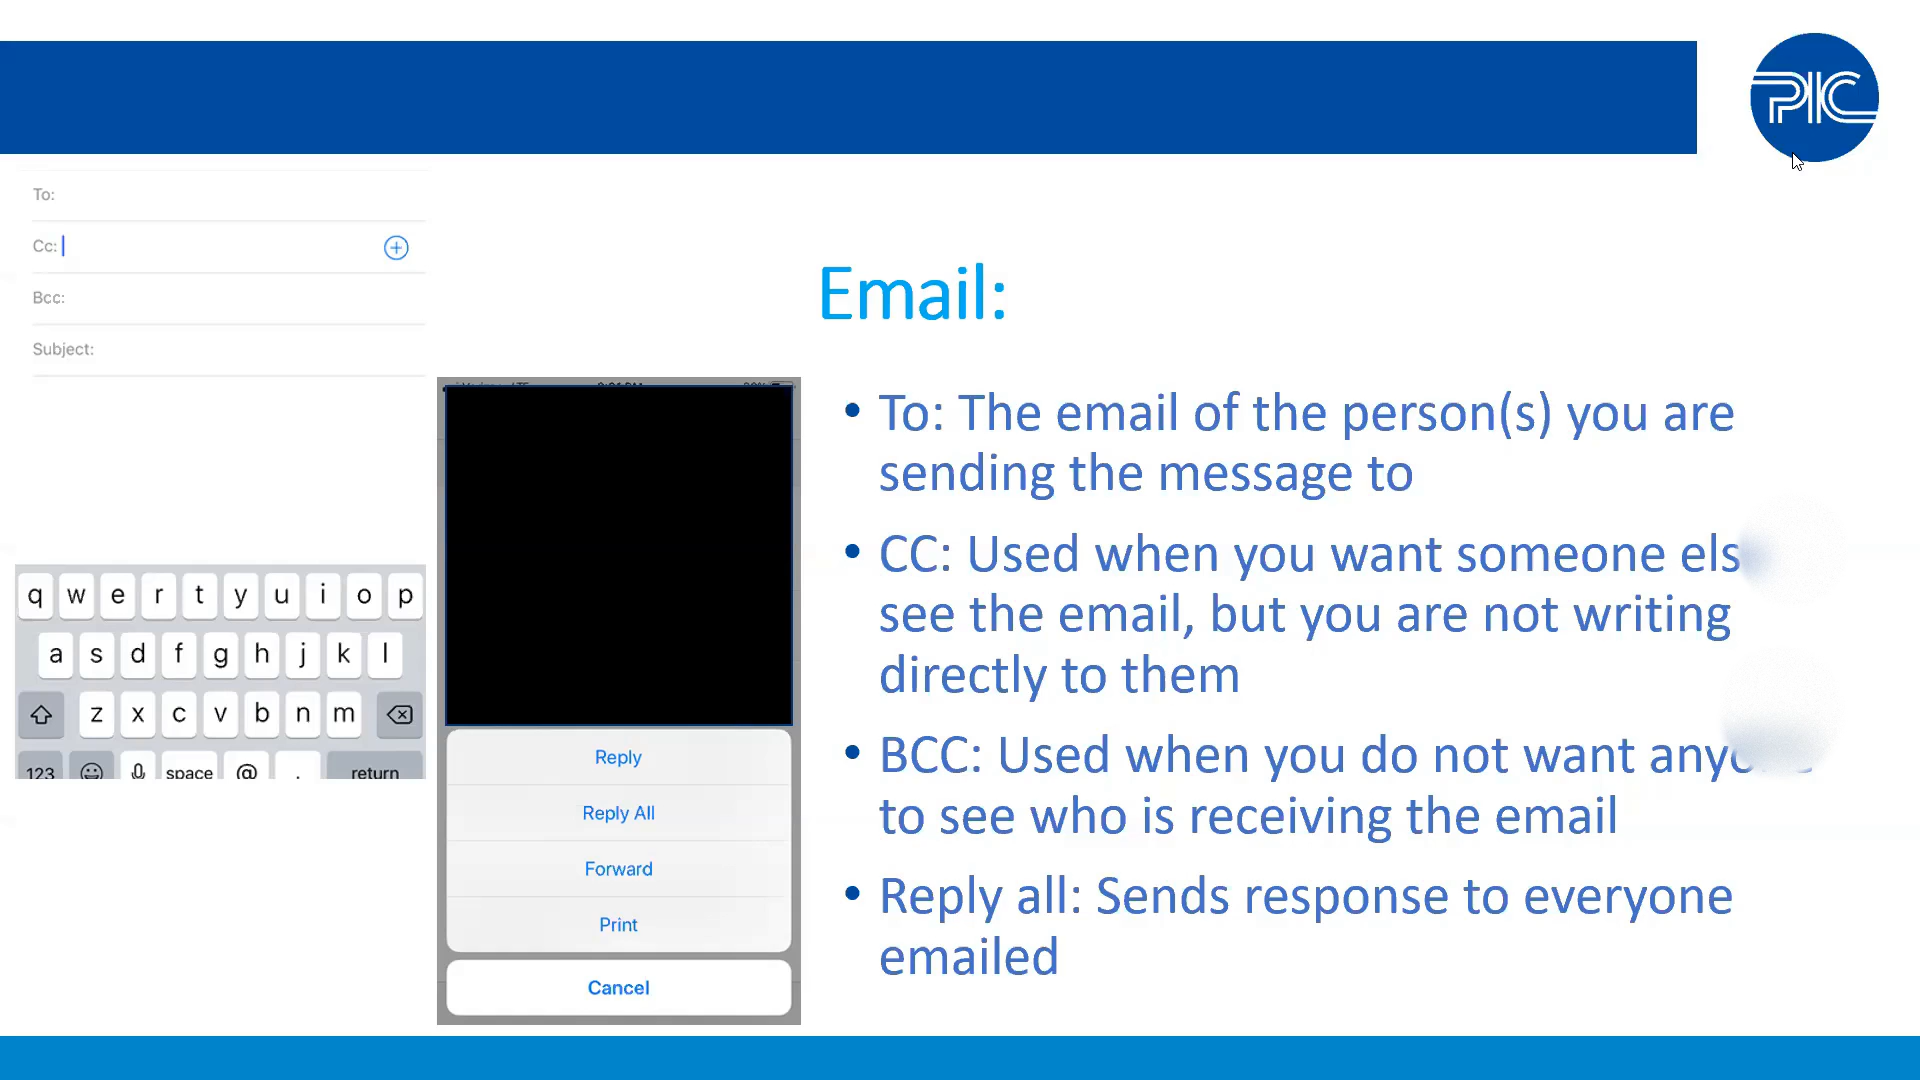 PIC
To:
Cc:
Bcc:
Subject:
q w e r t y u i o p
a s d f g h j k l
z x c v b n m
123 space @ . return
Reply
Reply All
Forward
Print
Cancel
Email:
• To: The email of the person(s) you are
sending the message to
• CC: Used when you want someone els
see the email, but you are not writing
directly to them
• BCC: Used when you do not want
to see who is receiving the email
• Reply all: Sends response to everyone
emailed